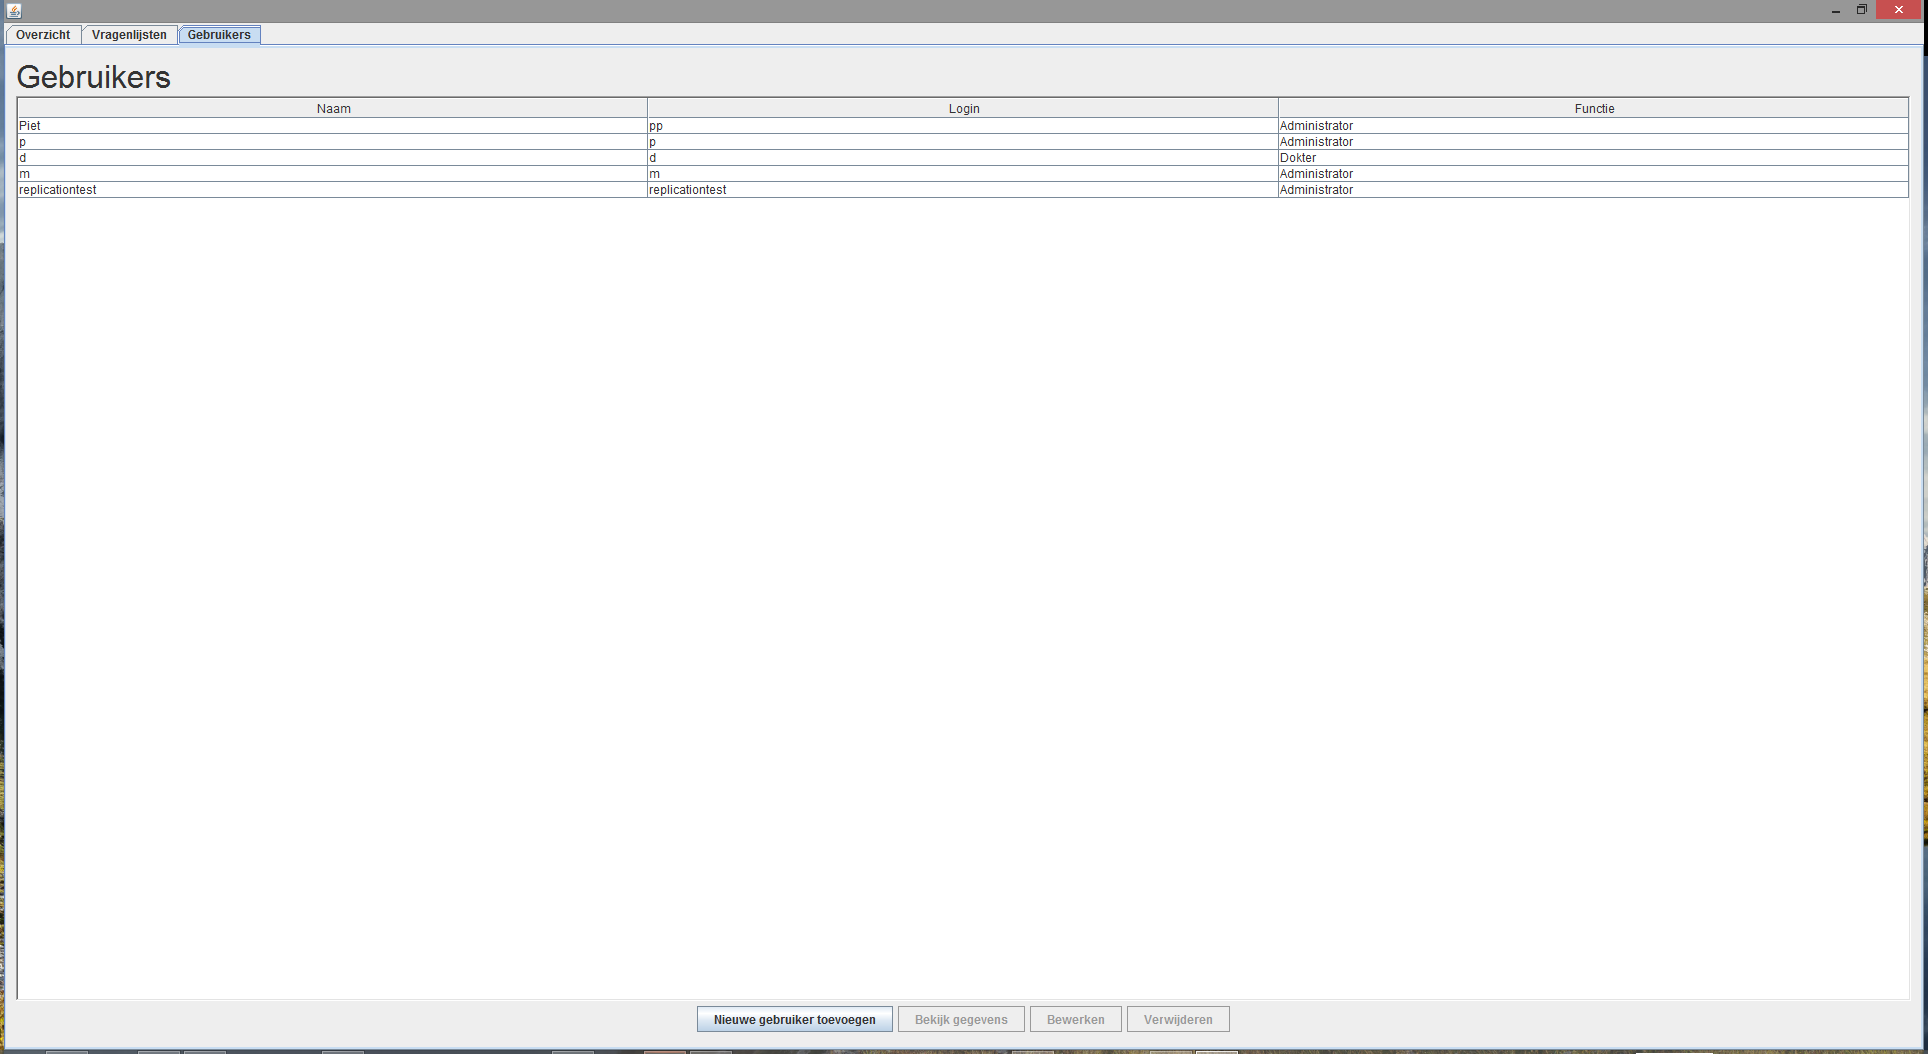 Overzicht Vragenlijsten Gebruikers
Gebruikers
Naam Login Functie
Piet pp Administrator
p p Administrator
d d Dokter
m m Administrator
replicationtest replicationtest Administrator
Nieuwe gebruiker toevoegen Bekijk gegevens Bewerken Verwijderen